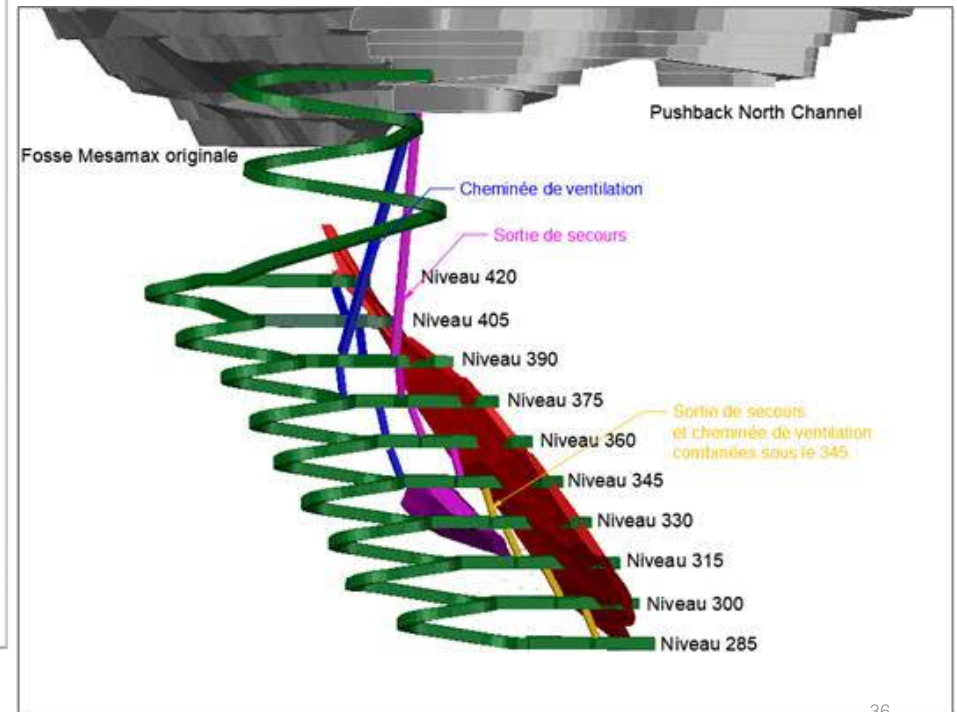 Pushback North Channel
Fosse Mesamax originale
Cheminée de ventilation
Sortie de secours
Niveau 420
Niveau 405
Niveau 390
Niveau 375
Sortie de secours
et cheminée de ventilation
combinées sous le 345
Niveau 360
Niveau 345
Niveau 330
Niveau 315
Niveau 300
Niveau 285
36